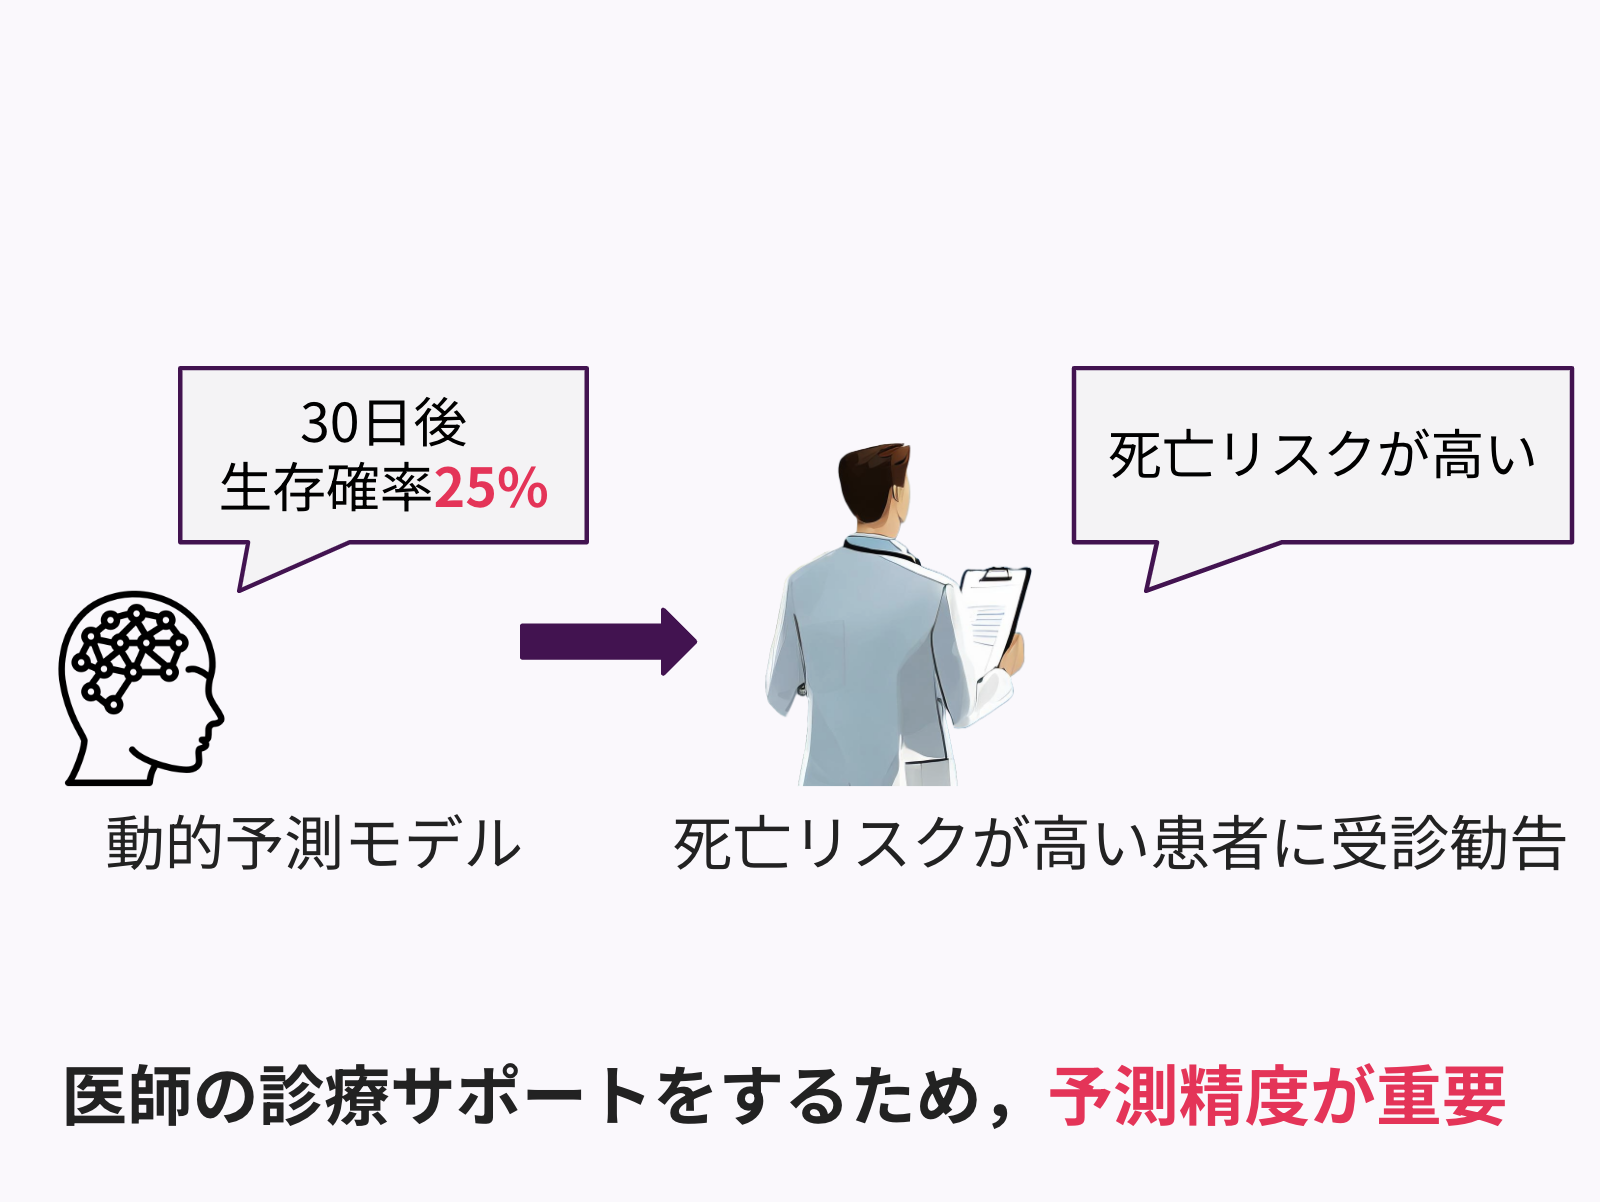 30日後
生存確率25%
死亡リスクが高い
動的予測モデル
死亡リスクが高い患者に受診勧告
医師の診療サポートをするため，予測精度が重要